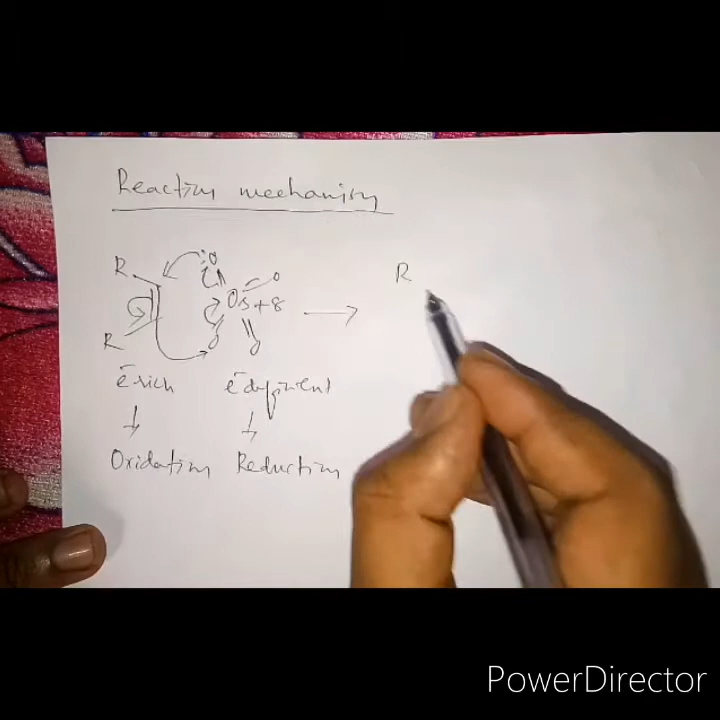 Reaction mechanism
R
O
O
Os+8
R
R
O
O
ē rich
ē deficient
Oxidation
Reduction
PowerDirector